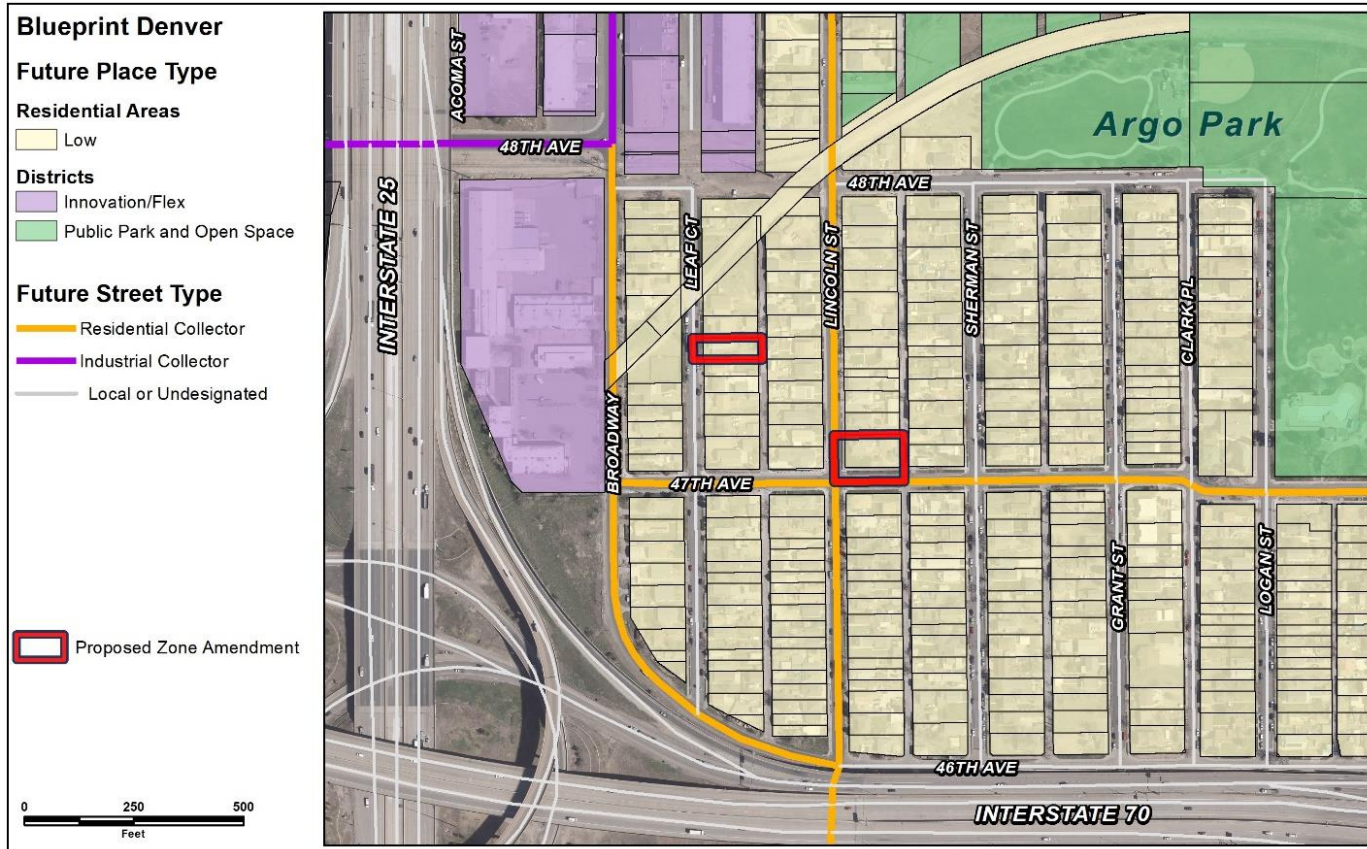 Blueprint Denver
Future Place Type
Residential Areas
Low
Districts
Innovation/Flex
Public Park and Open Space
Future Street Type
Residential Collector
Industrial Collector
Local or Undesignated
Proposed Zone Amendment
0 250 500
Feet
ACOMA ST
Argo Park
48TH AVE
48TH AVE
INTERSTATE 25
LEAF CT
LINCOLN ST
SHERMAN ST
CLARK PL
BROADWAY
47TH AVE
GRANT ST
LOGAN ST
46TH AVE
INTERSTATE 70